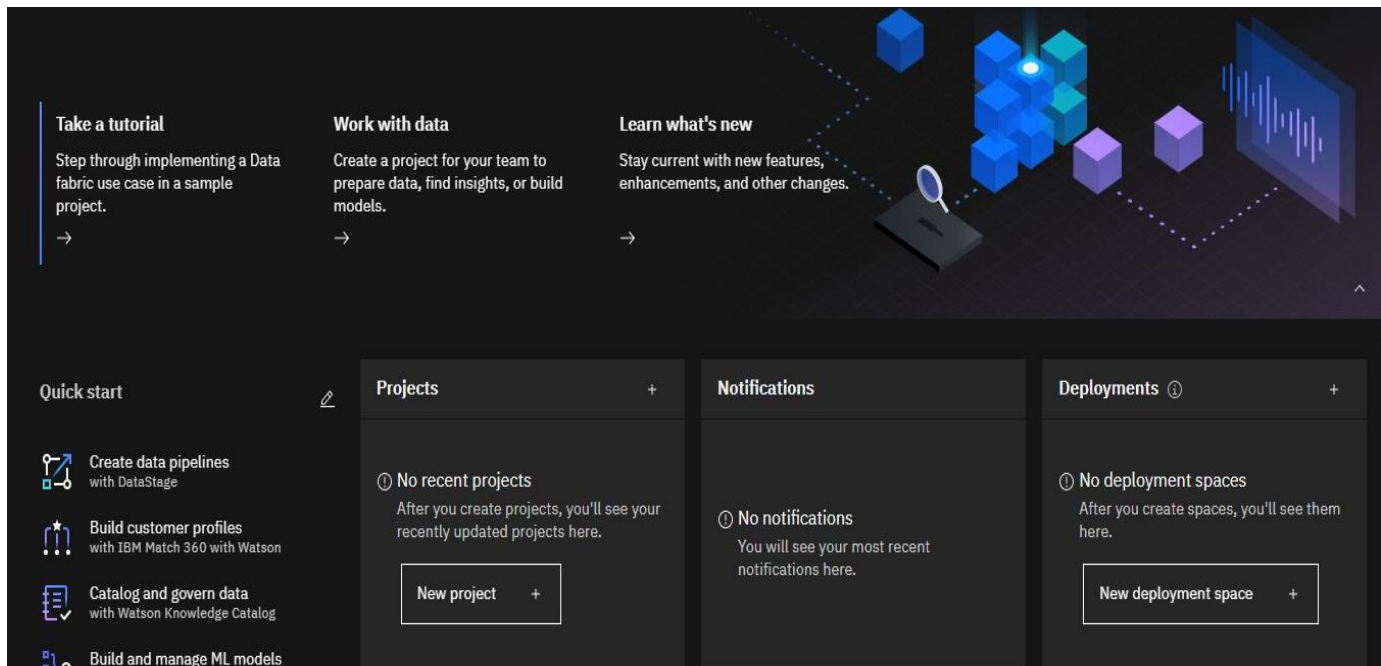 Take a tutorial
Step through implementing a Data
fabric use case in a sample
project.
Work with data
Create a project for your team to
prepare data, find insights, or build
models.
Learn what's new
Stay current with new features,
enhancements, and other changes.
Quick start
Create data pipelines
with DataStage
Build customer profiles
with IBM Match 360 with Watson
Catalog and govern data
with Watson Knowledge Catalog
Build and manage ML models
Projects
No recent projects
After you create projects, you'll see your
recently updated projects here.
New project
Notifications
No notifications
You will see your most recent
notifications here.
Deployments
No deployment spaces
After you create spaces, you'll see them
here.
New deployment space